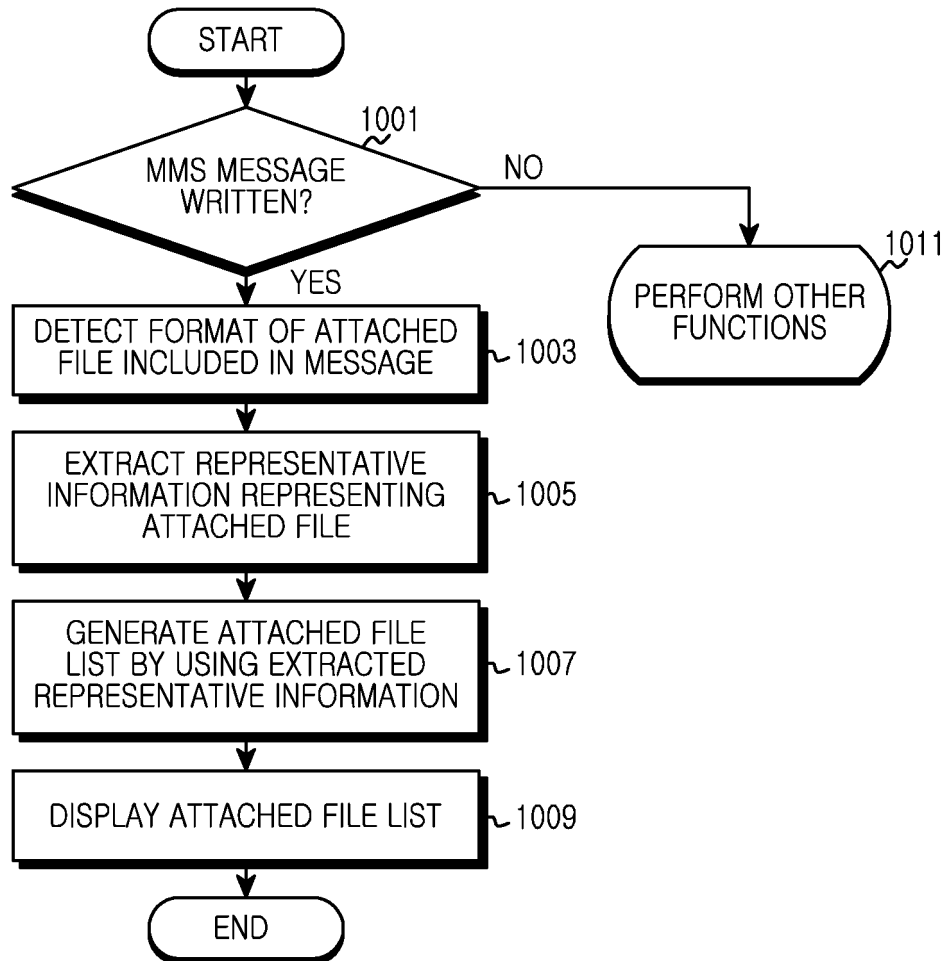 START
1001
MMS MESSAGE
WRITTEN?
NO
YES
1011
PERFORM OTHER
FUNCTIONS
DETECT FORMAT OF ATTACHED
FILE INCLUDED IN MESSAGE
1003
EXTRACT REPRESENTATIVE
INFORMATION REPRESENTING
ATTACHED FILE
1005
GENERATE ATTACHED FILE
LIST BY USING EXTRACTED
REPRESENTATIVE INFORMATION
1007
DISPLAY ATTACHED FILE LIST
1009
END